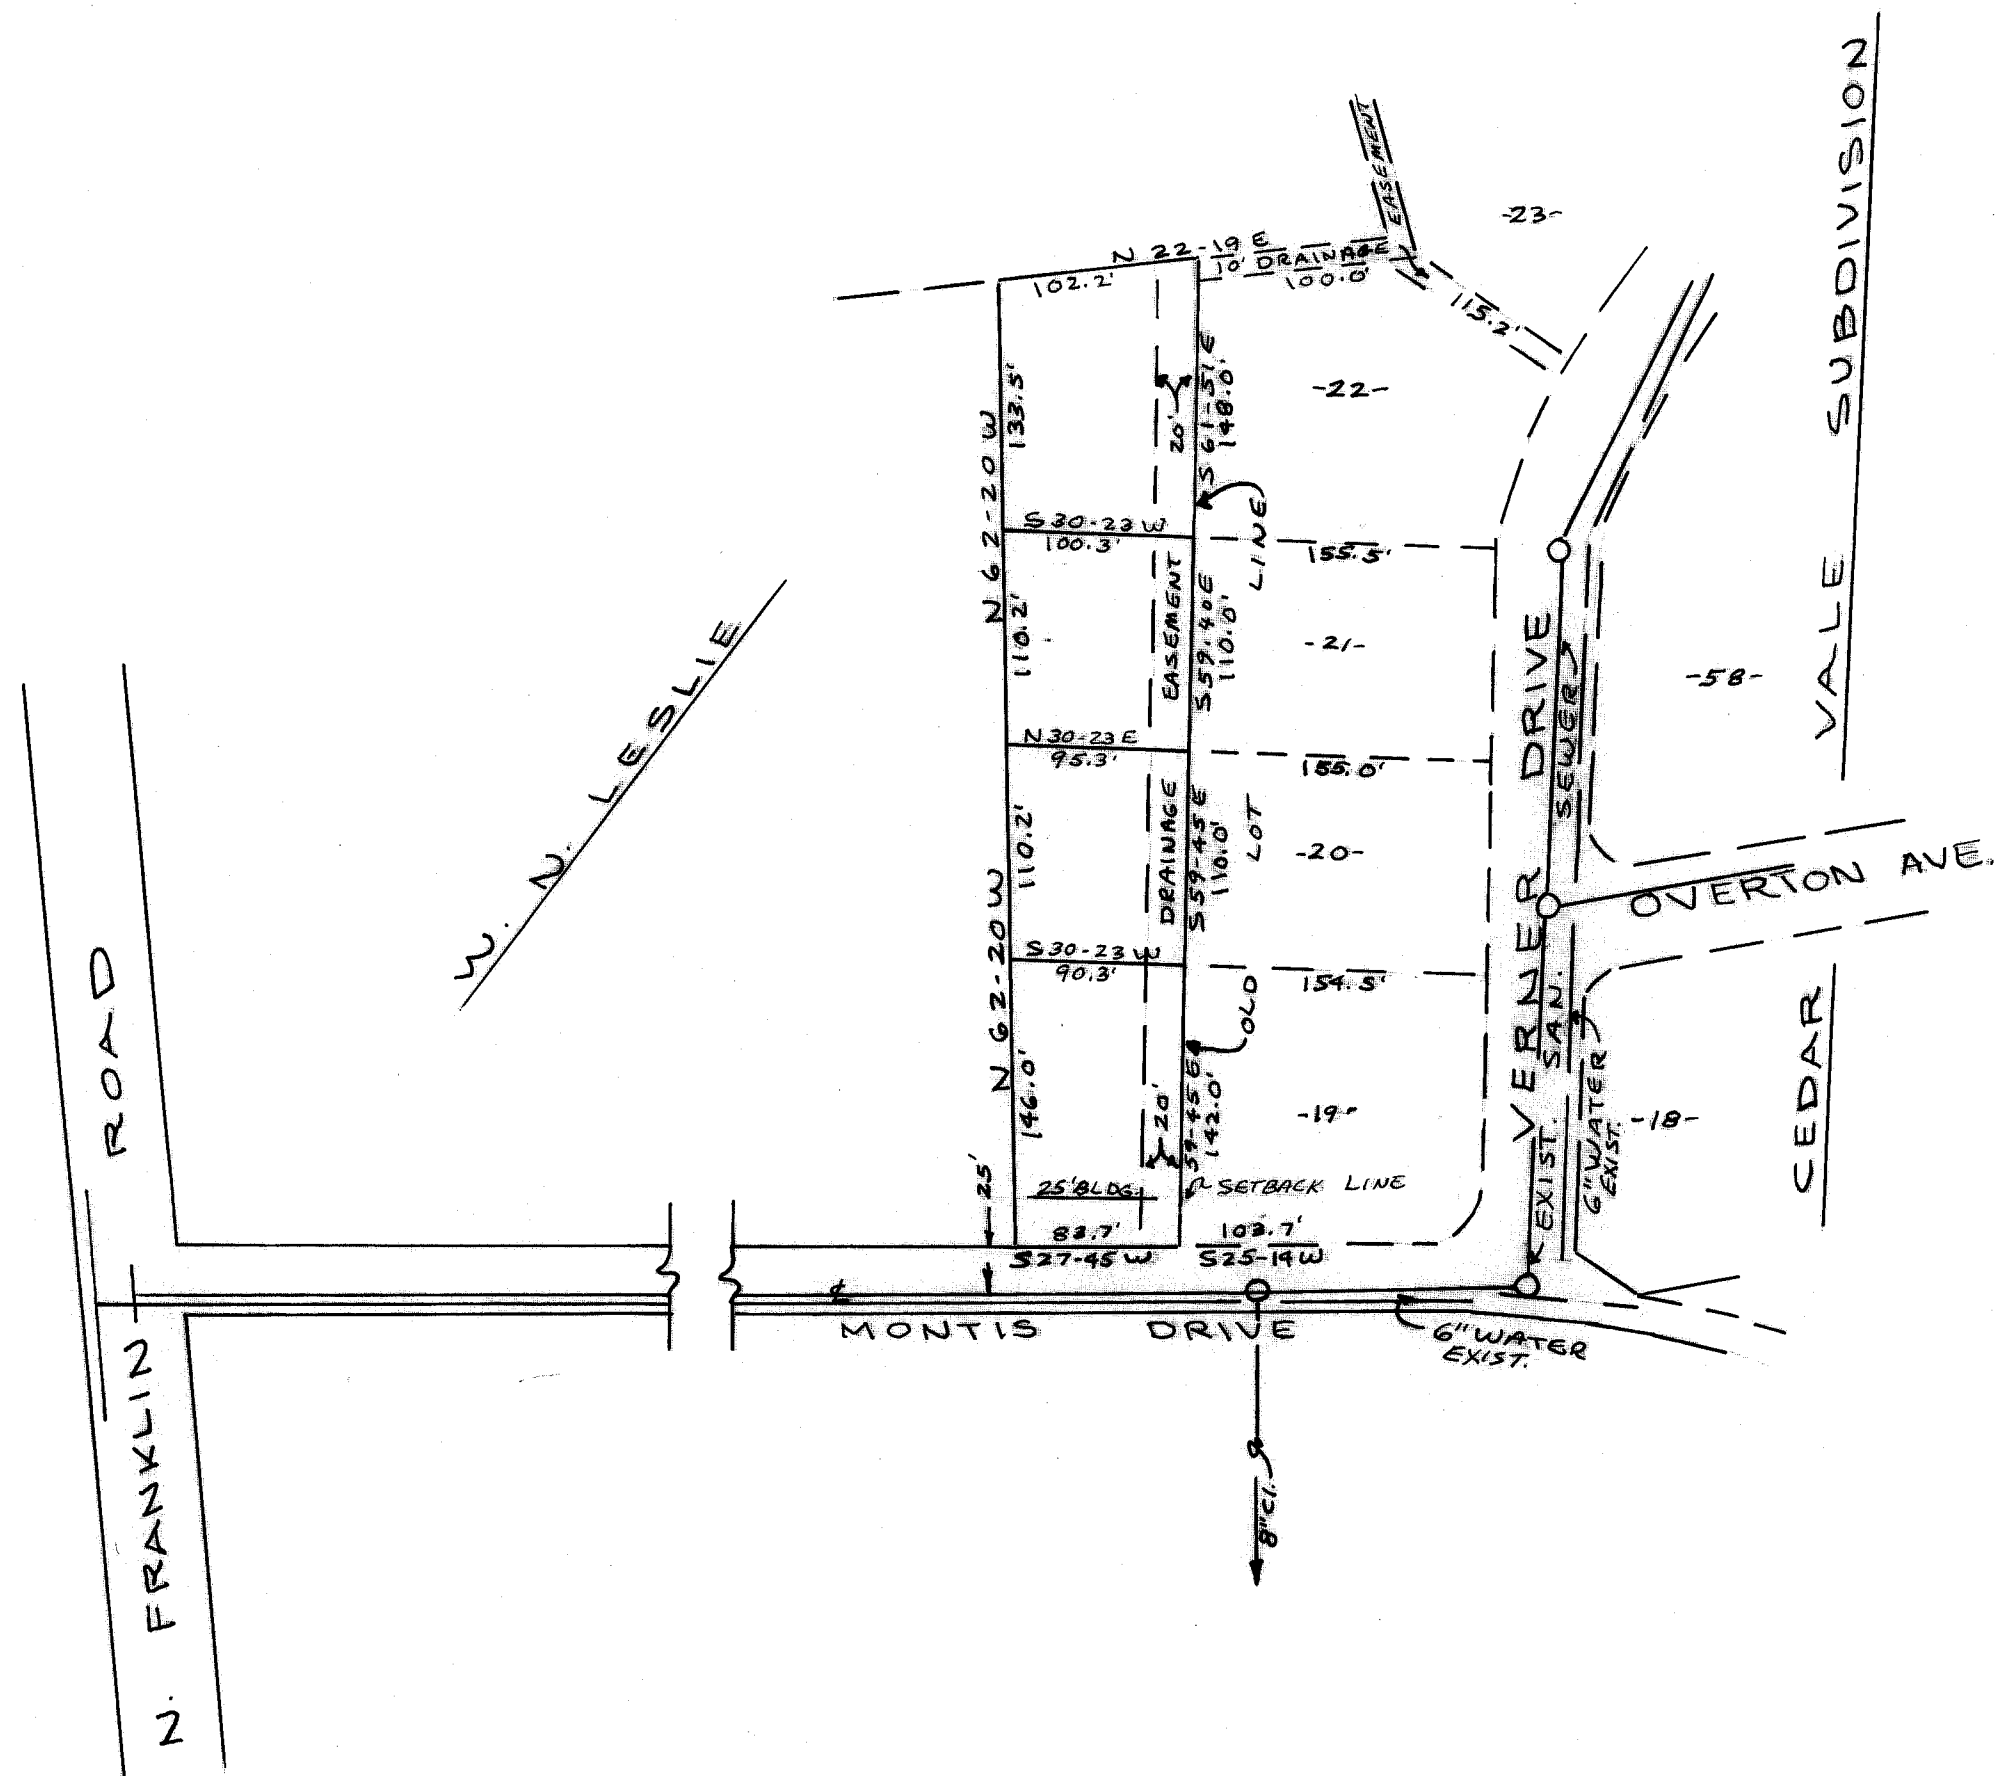 SUBDIVISION
VALE
CEDAR
EASEMENT
-23-
N 22-19 E
10' DRAINAGE
102.2'
100.0'
115.2'
133.5'
N 62-20 W
20'
S 61-51 E
148.0'
-22-
S 30-23 W
100.3'
LINE
155.5'
110.2'
EASEMENT
S 59-40 E
110.0'
-21-
DRIVE
SEWER
-58-
W. N. LESLIE
N 30-23 E
95.3'
155.0'
110.2'
DRAINAGE
S 59-45 E
110.0'
LOT
-20-
OVERTON AVE.
N 62-20 W
S 30-23 W
90.3'
OLD
154.5'
VERNER
EXIST. SAN.
146.0'
20'
S 59-45 E
142.0'
-19-
6" WATER
EXIST.
-18-
25'
25' BLDG.
SETBACK LINE
83.7'
S 27-45 W
103.7'
S 25-14 W
℄
MONTIS DRIVE
6" WATER
EXIST.
8" C.I.
ROAD
N. FRANKLIN